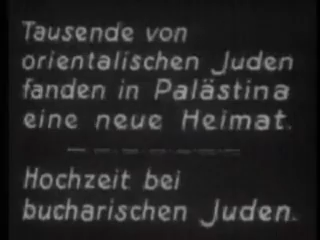 Tausende von
orientalischen Juden
fanden in Palästina
eine neue Heimat.
Hochzeit bei
bucharischen Juden.